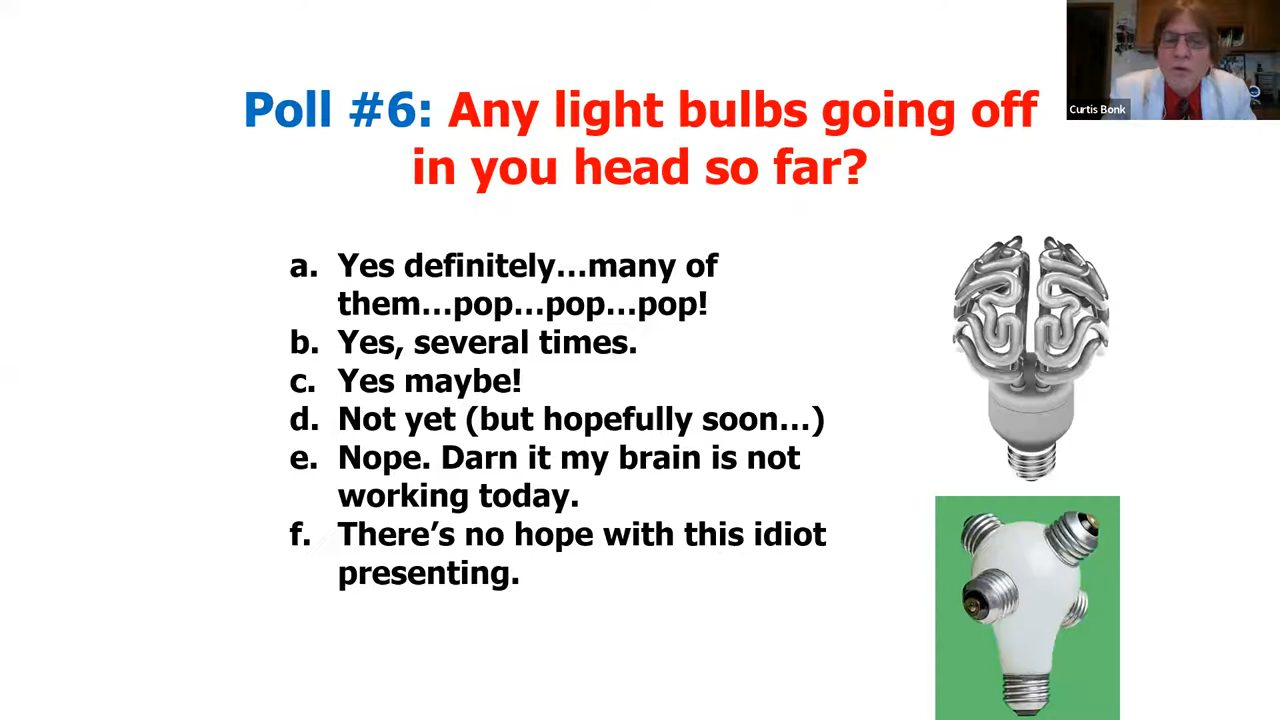 Poll #6: Any light bulbs going off
in you head so far?
a. Yes definitely…many of
them…pop…pop…pop!
b. Yes, several times.
c. Yes maybe!
d. Not yet (but hopefully soon…)
e. Nope. Darn it my brain is not
working today.
f. There’s no hope with this idiot
presenting.
Curtis Bonk